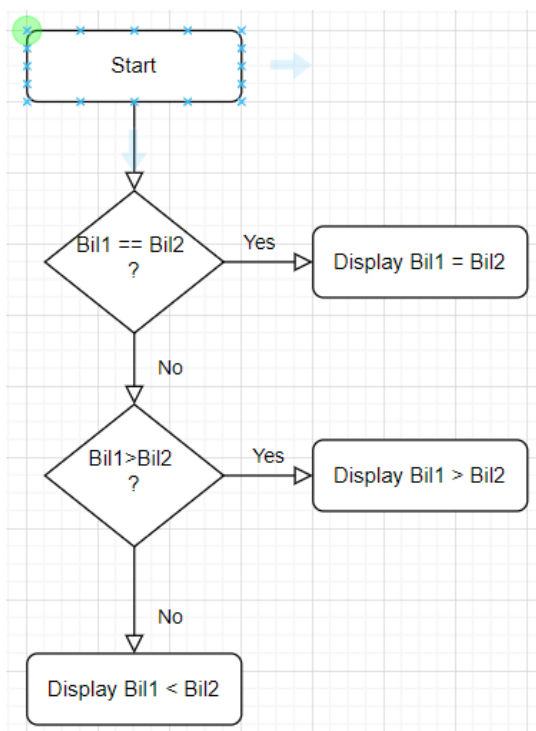 Start
Bil1 == Bil2
?
Yes
Display Bil1 = Bil2
No
Bil1>Bil2
?
Yes
Display Bil1 > Bil2
No
Display Bil1 < Bil2